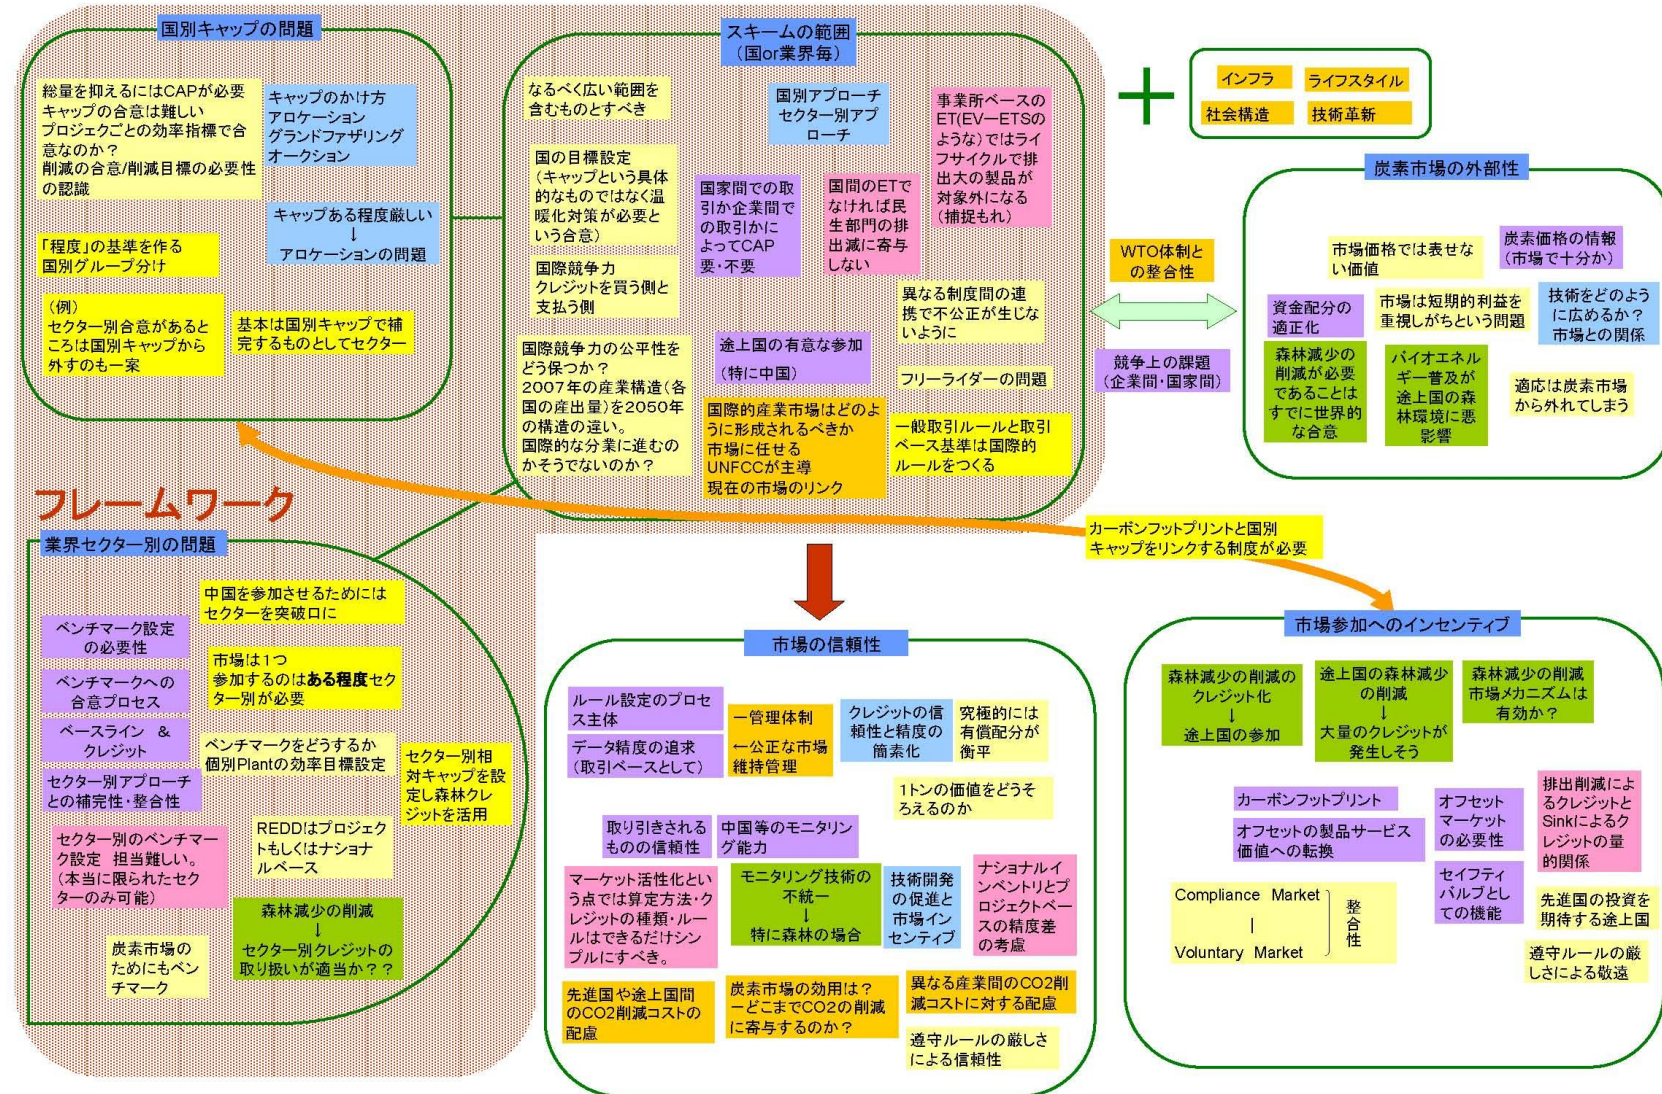 国別キャップの問題
総量を抑えるにはCAPが必要
キャップの合意は難しい
プロジェクごとの効率指標で合
意なのか？
削減の合意/削減目標の必要性
の認識
キャップのかけ方
アロケーション
グランドファザリング
オークション
キャップある程度厳しい
↓
アロケーションの問題
「程度」の基準を作る
国別グループ分け
（例）
セクター別合意があると
ころは国別キャップから
外すのも一案
基本は国別キャップで補
完するものとしてセクター
スキームの範囲
(国or業界毎)
なるべく広い範囲を
含むものとすべき
国別アプローチ
セクター別アプ
ローチ
事業所ベースの
ET(EVーETSの
ような)ではライ
フサイクルで排
出大の製品が
対象外になる
(捕捉もれ)
国の目標設定
（キャップという具体
的なものではなく温
暖化対策が必要と
いう合意）
国家間での取
引か企業間で
の取引かに
よってCAP
要・不要
国間のETで
なければ民
生部門の排
出減に寄与
しない
国際競争力
クレジットを買う側と
支払う側
異なる制度間の連
携で不公正が生じな
いように
国際競争力の公平性を
どう保つか？
2007年の産業構造（各
国の産出量）を2050年
の構造の違い。
国際的な分業に進むの
かそうでないのか？
途上国の有意な参加
(特に中国)
フリーライダーの問題
国際的産業市場はどのよ
うに形成されるべきか
市場に任せる
UNFCCが主導
現在の市場のリンク
一般取引ルールと取引
ベース基準は国際的
ルールをつくる
＋
インフラ
ライフスタイル
社会構造
技術革新
WTO体制と
の整合性
競争上の課題
(企業間・国家間)
炭素市場の外部性
市場価格では表せな
い価値
炭素価格の情報
(市場で十分か)
資金配分の
適正化
市場は短期的利益を
重視しがちという問題
技術をどのよう
に広めるか？
市場との関係
森林減少の
削減が必要
であることは
すでに世界的
な合意
バイオエネル
ギー普及が
途上国の森
林環境に悪
影響
適応は炭素市場
から外れてしまう
フレームワーク
カーボンフットプリントと国別
キャップをリンクする制度が必要
業界セクター別の問題
中国を参加させるためには
セクターを突破口に
ベンチマーク設定
の必要性
市場は1つ
参加するのはある程度セク
ター別が必要
ベンチマークへの
合意プロセス
ベースライン ＆
クレジット
ベンチマークをどうするか
個別Plantの効率目標設定
セクター別アプローチ
との補完性・整合性
セクター別相
対キャップを設
定し森林クレ
ジットを活用
セクター別のベンチマー
ク設定 担当難しい。
(本当に限られたセク
ターのみ可能)
REDDはプロジェク
トもしくはナショナ
ルベース
森林減少の削減
↓
セクター別クレジットの
取り扱いが適当か？？
炭素市場の
ためにもベン
チマーク
市場の信頼性
ルール設定のプロセ
ス主体
データ精度の追求
(取引ベースとして)
ー管理体制
←公正な市場
維持管理
クレジットの信
頼性と精度の
簡素化
究極的には
有償配分が
衡平
1トンの価値をどうそ
ろえるのか
取り引きされる
ものの信頼性
中国等のモニタリン
グ能力
マーケット活性化とい
う点では算定方法・ク
レジットの種類・ルー
ルはできるだけシン
プルにすべき。
モニタリング技術の
不統一
↓
特に森林の場合
技術開発
の促進と
市場イン
センティブ
ナショナルイ
ンベントリとプ
ロジェクトベー
スの精度差
の考慮
先進国や途上国間
のCO2削減コストの
配慮
炭素市場の効用は？
ーどこまでCO2の削減
に寄与するのか？
異なる産業間のCO2削
減コストに対する配慮
遵守ルールの厳しさ
による信頼性
市場参加へのインセンティブ
森林減少の削減の
クレジット化
↓
途上国の参加
途上国の森林減少
の削減
↓
大量のクレジットが
発生しそう
森林減少の削減
市場メカニズムは
有効か？
カーボンフットプリント
オフセットの製品サービス
価値への転換
オフセット
マーケット
の必要性
排出削減によ
るクレジットと
Sinkによるク
レジットの量
的関係
セイフティ
バルブとし
ての機能
Compliance Market
|
Voluntary Market
整合性
先進国の投資を
期待する途上国
遵守ルールの厳
しさによる敬遠